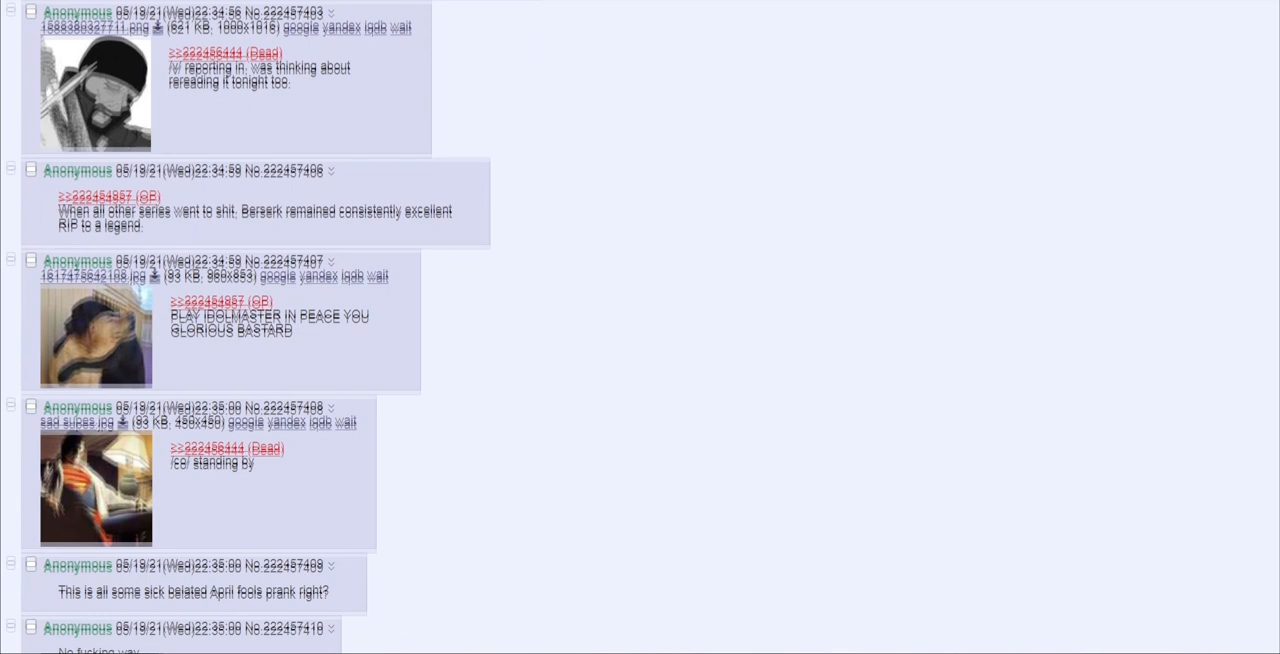 Anonymous 05/19/21(Wed)22:34:56 No.222457403
1588380327711.png (621 KB, 1000x1016) google yandex iqdb wait
>>222456444 (Dead)
/v/ reporting in, was thinking about
rereading it tonight too.
Anonymous 05/19/21(Wed)22:34:59 No.222457406
>>222454957 (OP)
When all other series went to shit, Berserk remained consistently excellent
RIP to a legend.
Anonymous 05/19/21(Wed)22:34:59 No.222457407
(93 KB, 960x853) google yandex iqdb wait
>>222454957 (OP)
PLAY IDOLMASTER IN PEACE YOU
GLORIOUS BASTARD
Anonymous 05/19/21(Wed)22:35:00 No.222457408
sad supes.jpg (93 KB, 450x450) google yandex iqdb wait
>>222456444 (Dead)
/co/ standing by
Anonymous 05/19/21(Wed)22:35:00 No.222457409
This is all some sick belated April fools prank right?
Anonymous 05/19/21(Wed)22:35:00 No.222457410
No fucking way